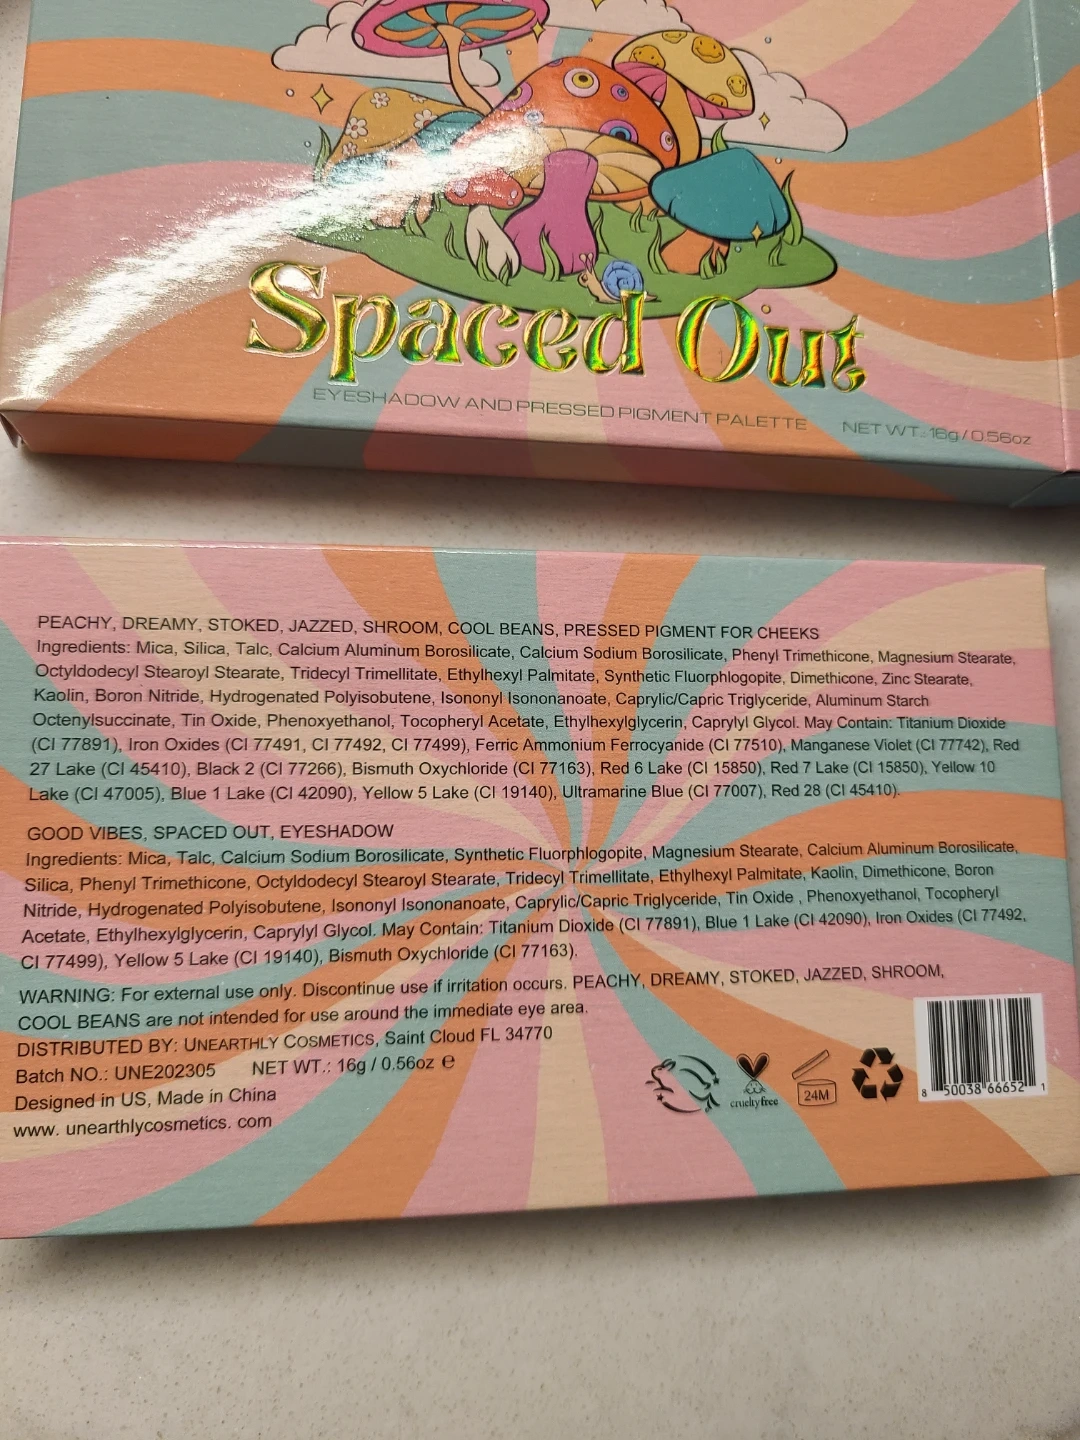 Spaced Out
EYESHADOW AND PRESSED PIGMENT PALETTE NET WT.: 16g / 0.56oz
PEACHY, DREAMY, STOKED, JAZZED, SHROOM, COOL BEANS, PRESSED PIGMENT FOR CHEEKS
Ingredients: Mica, Silica, Talc, Calcium Aluminum Borosilicate, Calcium Sodium Borosilicate, Phenyl Trimethicone, Magnesium Stearate,
Octyldodecyl Stearoyl Stearate, Tridecyl Trimellitate, Ethylhexyl Palmitate, Synthetic Fluorphlogopite, Dimethicone, Zinc Stearate,
Kaolin, Boron Nitride, Hydrogenated Polyisobutene, Isononyl Isononanoate, Caprylic/Capric Triglyceride, Aluminum Starch
Octenylsuccinate, Tin Oxide, Phenoxyethanol, Tocopheryl Acetate, Ethylhexylglycerin, Caprylyl Glycol. May Contain: Titanium Dioxide
(CI 77891), Iron Oxides (CI 77491, CI 77492, CI 77499), Ferric Ammonium Ferrocyanide (CI 77510), Manganese Violet (CI 77742), Red
27 Lake (CI 45410), Black 2 (CI 77266), Bismuth Oxychloride (CI 77163), Red 6 Lake (CI 15850), Red 7 Lake (CI 15850), Yellow 10
Lake (CI 47005), Blue 1 Lake (CI 42090), Yellow 5 Lake (CI 19140), Ultramarine Blue (CI 77007), Red 28 (CI 45410).
GOOD VIBES, SPACED OUT, EYESHADOW
Ingredients: Mica, Talc, Calcium Sodium Borosilicate, Synthetic Fluorphlogopite, Magnesium Stearate, Calcium Aluminum Borosilicate,
Silica, Phenyl Trimethicone, Octyldodecyl Stearoyl Stearate, Tridecyl Trimellitate, Ethylhexyl Palmitate, Kaolin, Dimethicone, Boron
Nitride, Hydrogenated Polyisobutene, Isononyl Isononanoate, Caprylic/Capric Triglyceride, Tin Oxide , Phenoxyethanol, Tocopheryl
Acetate, Ethylhexylglycerin, Caprylyl Glycol. May Contain: Titanium Dioxide (CI 77891), Blue 1 Lake (CI 42090), Iron Oxides (CI 77492,
CI 77499), Yellow 5 Lake (CI 19140), Bismuth Oxychloride (CI 77163).
WARNING: For external use only. Discontinue use if irritation occurs. PEACHY, DREAMY, STOKED, JAZZED, SHROOM,
COOL BEANS are not intended for use around the immediate eye area.
DISTRIBUTED BY: UNEARTHLY COSMETICS, Saint Cloud FL 34770
Batch NO.: UNE202305 NET WT.: 16g / 0.56oz e
Designed in US, Made in China
www. unearthlycosmetics. com
cruelty free
24M
8 50038 66652 1